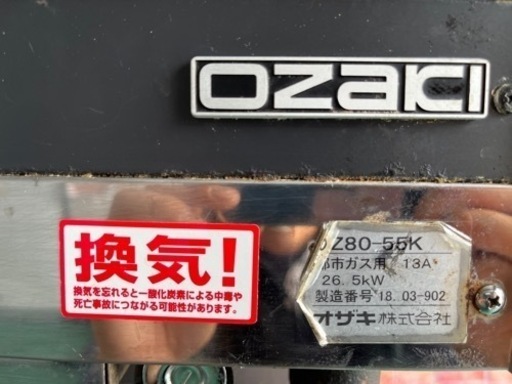 OZAKI
換気!
換気を忘れると一酸化炭素による中毒や
死亡事故につながる可能性があります。
OZ80-55K
都市ガス用 13A
26.5kW
製造番号'18.03-902
オザキ株式会社